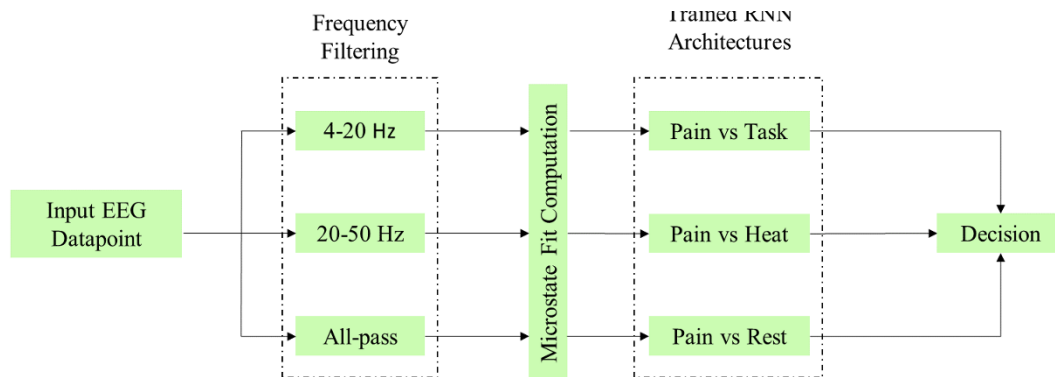 Frequency
Filtering
Trained RNN
Architectures
Input EEG
Datapoint
4-20 Hz
20-50 Hz
All-pass
Microstate Fit Computation
Pain vs Task
Pain vs Heat
Pain vs Rest
Decision